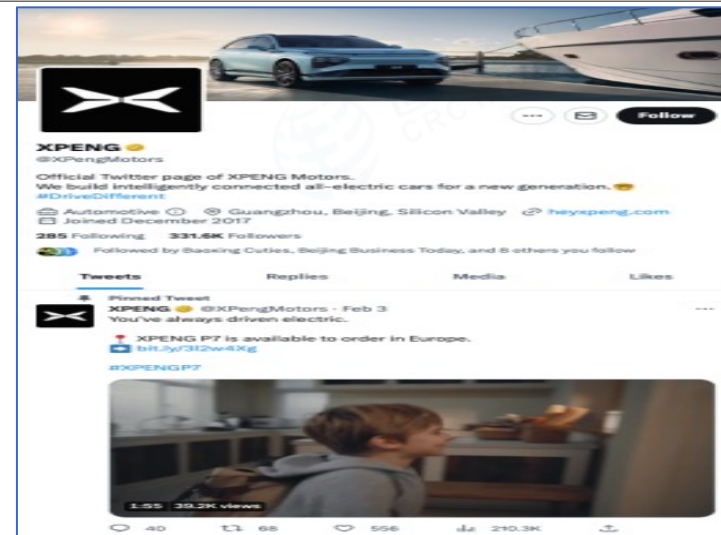 Follow
XPENG
@XPengMotors
Official Twitter page of XPENG Motors.
We build intelligently connected all-electric cars for a new generation.
#DriveDifferent
Automotive Guangzhou, Beijing, Silicon Valley heyxpeng.com
Joined December 2017
285 Following 331.6K Followers
Followed by Baoxing Cuties, Beijing Business Today, and 8 others you follow
Tweets Replies Media Likes
Pinned Tweet
XPENG @XPengMotors · Feb 3
You've always driven electric.
XPENG P7 is available to order in Europe.
bit.ly/3I2w4Xg
#XPENGP7
1:55 39.2K views
40 68 556 210.3K